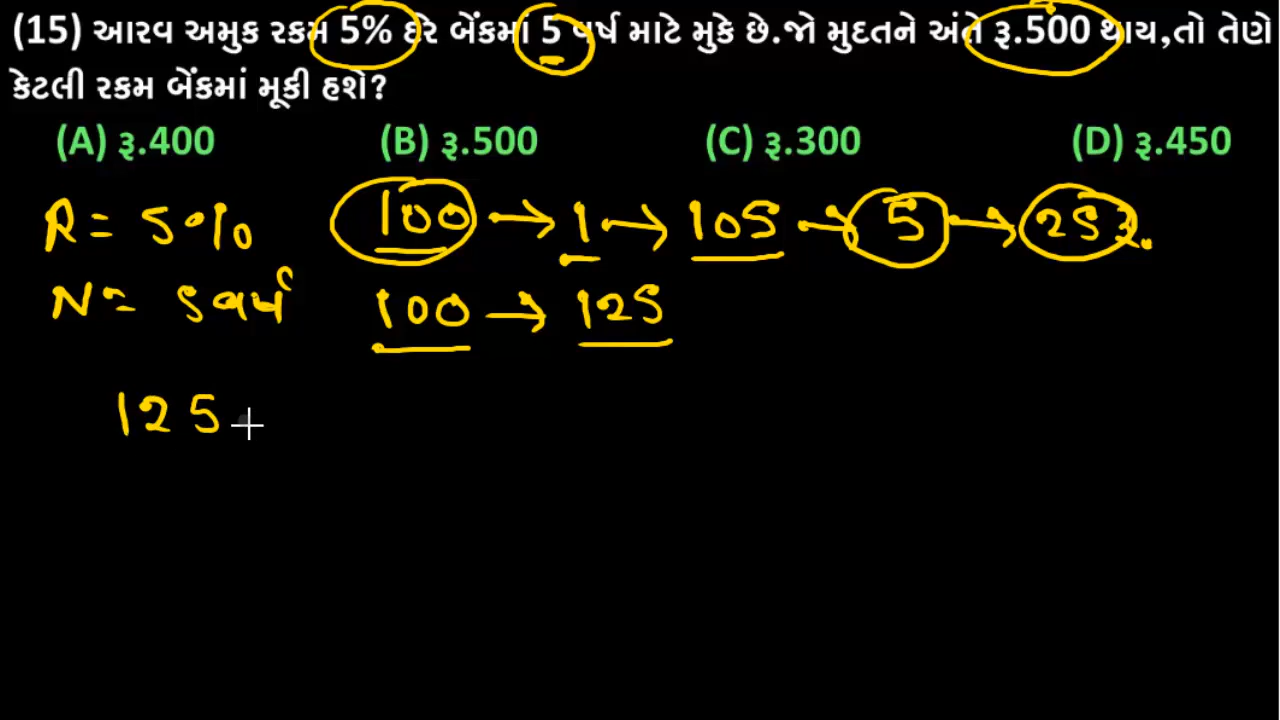 (15) આરવ અમુક રકમ 5% દરે બેંકમાં 5 વર્ષ માટે મુકે છે.જો મુદતને અંતે રૂ.500 થાય,તો તેણે
કેટલી રકમ બેંકમાં મૂકી હશે?
(A) રૂ.400 (B) રૂ.500 (C) રૂ.300 (D) રૂ.450
R = 5% 100 → 1 → 105 → 5 → 25 રૂ.
N = 5 વર્ષ 100 → 125
125